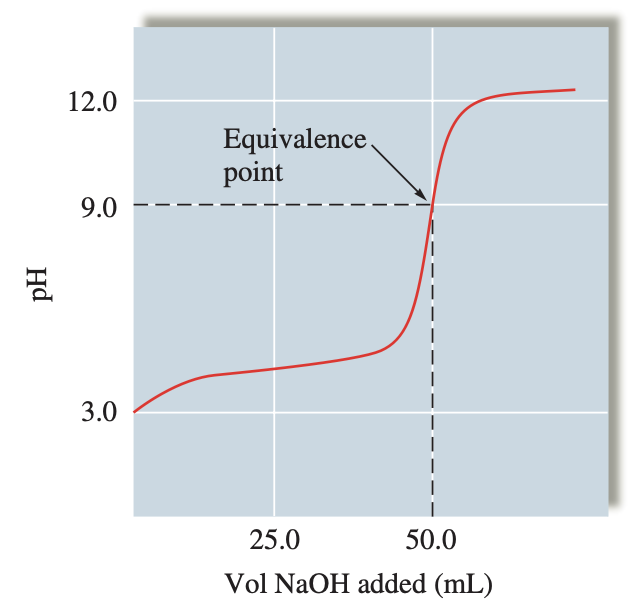 12.0
Equivalence
point
9.0
pH
3.0
25.0
50.0
Vol NaOH added (mL)